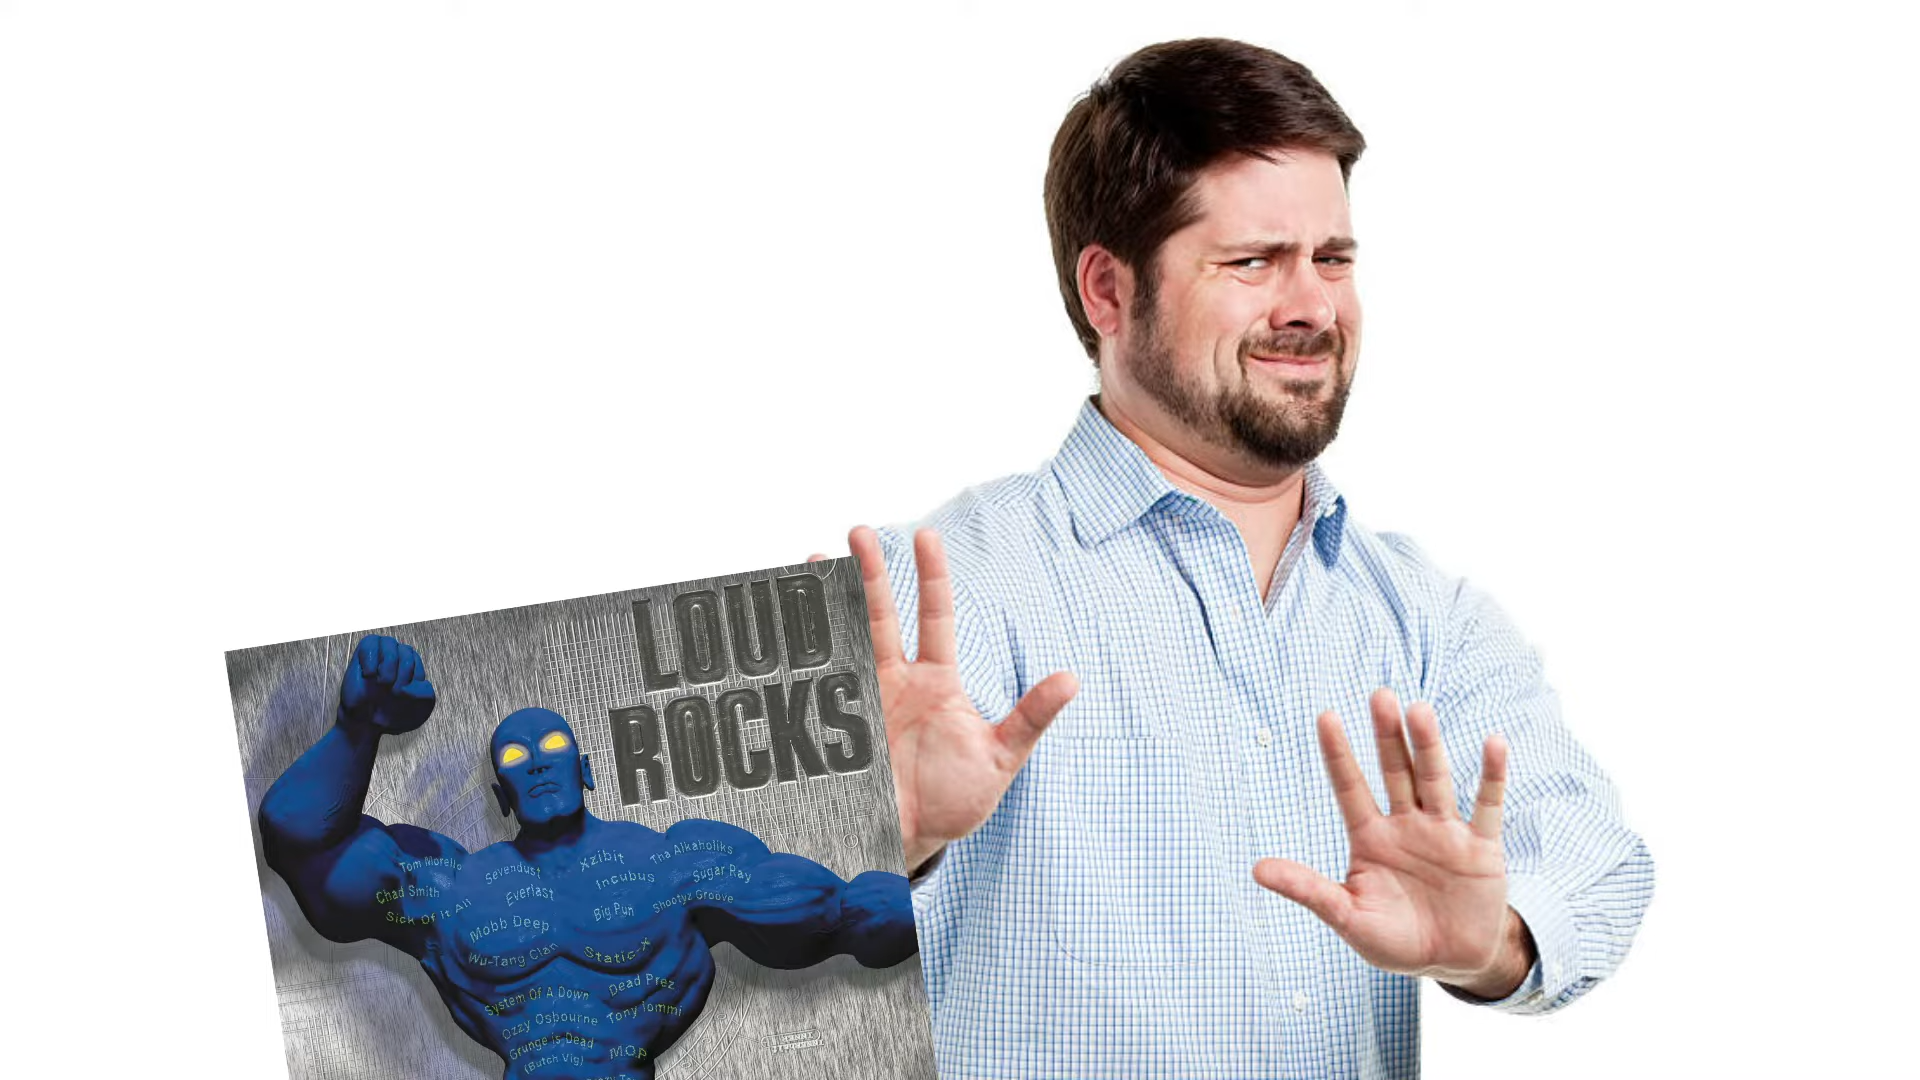 LOUD
ROCKS
Tom Morello
Chad Smith
Sick Of It All
Sevendust
Everlast
Mobb Deep
Wu-Tang Clan
Xzibit
Incubus
Big Pun
Static-X
Tha Alkaholiks
Sugar Ray
Shootyz Groove
System Of A Down
Dead Prez
Ozzy Osbourne
Tony Iommi
Grunge is Dead
(Butch Vig)
M.O.P